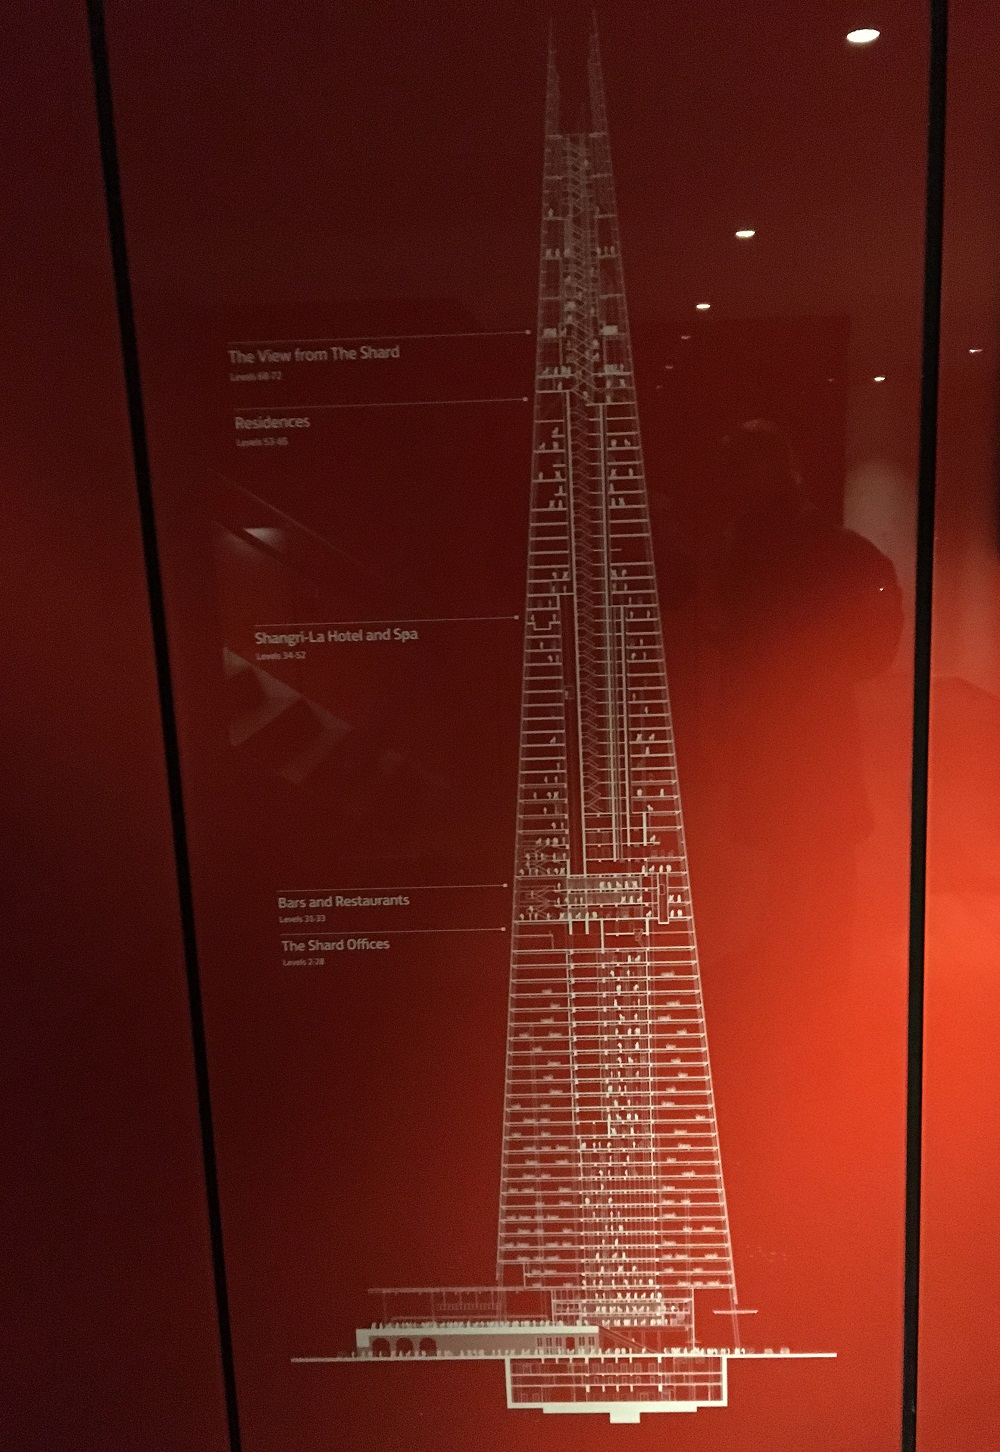 The View from The Shard
Levels 68-72
Residences
Levels 53-65
Shangri-La Hotel and Spa
Levels 34-52
Bars and Restaurants
Levels 31-33
The Shard Offices
Levels 2-28